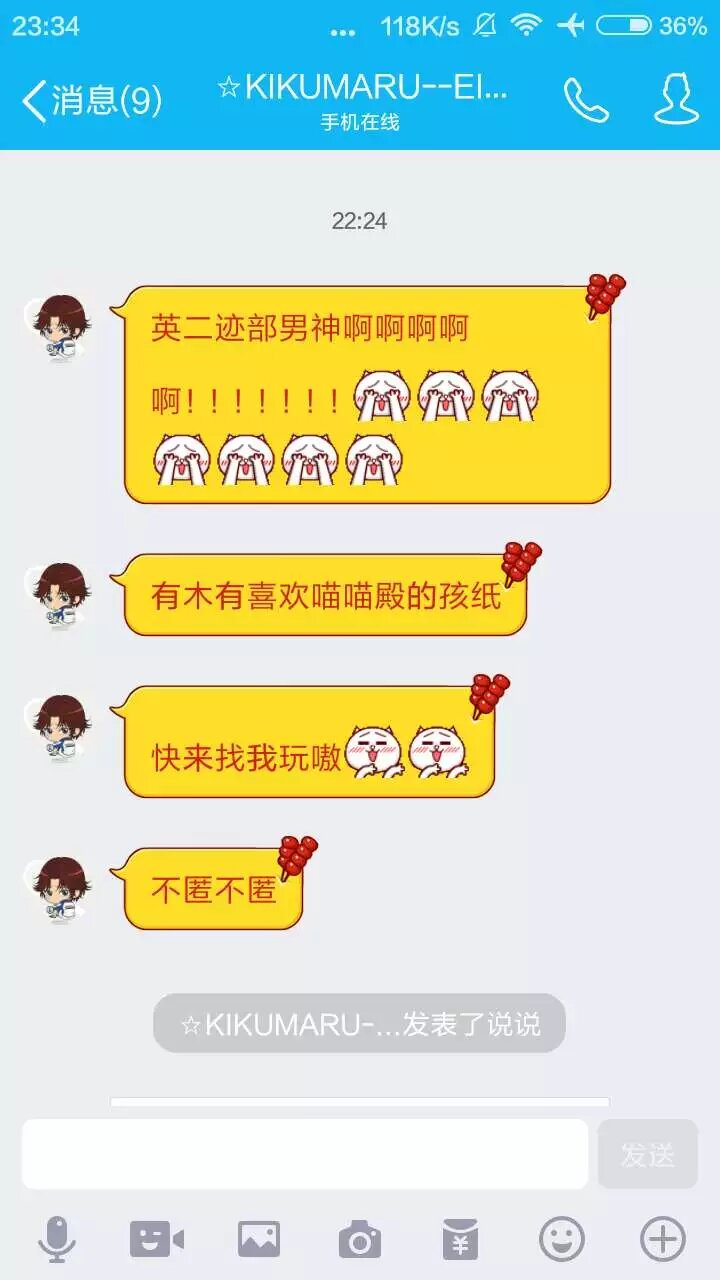 23:34
... 118K/s 36%
消息(9)
☆KIKUMARU--EI...
手机在线
22:24
英二迹部男神啊啊啊啊
啊!!!!!!!
有木有喜欢喵喵殿的孩纸
快来找我玩嗷
不匿不匿
☆KIKUMARU-...发表了说说
发送
¥